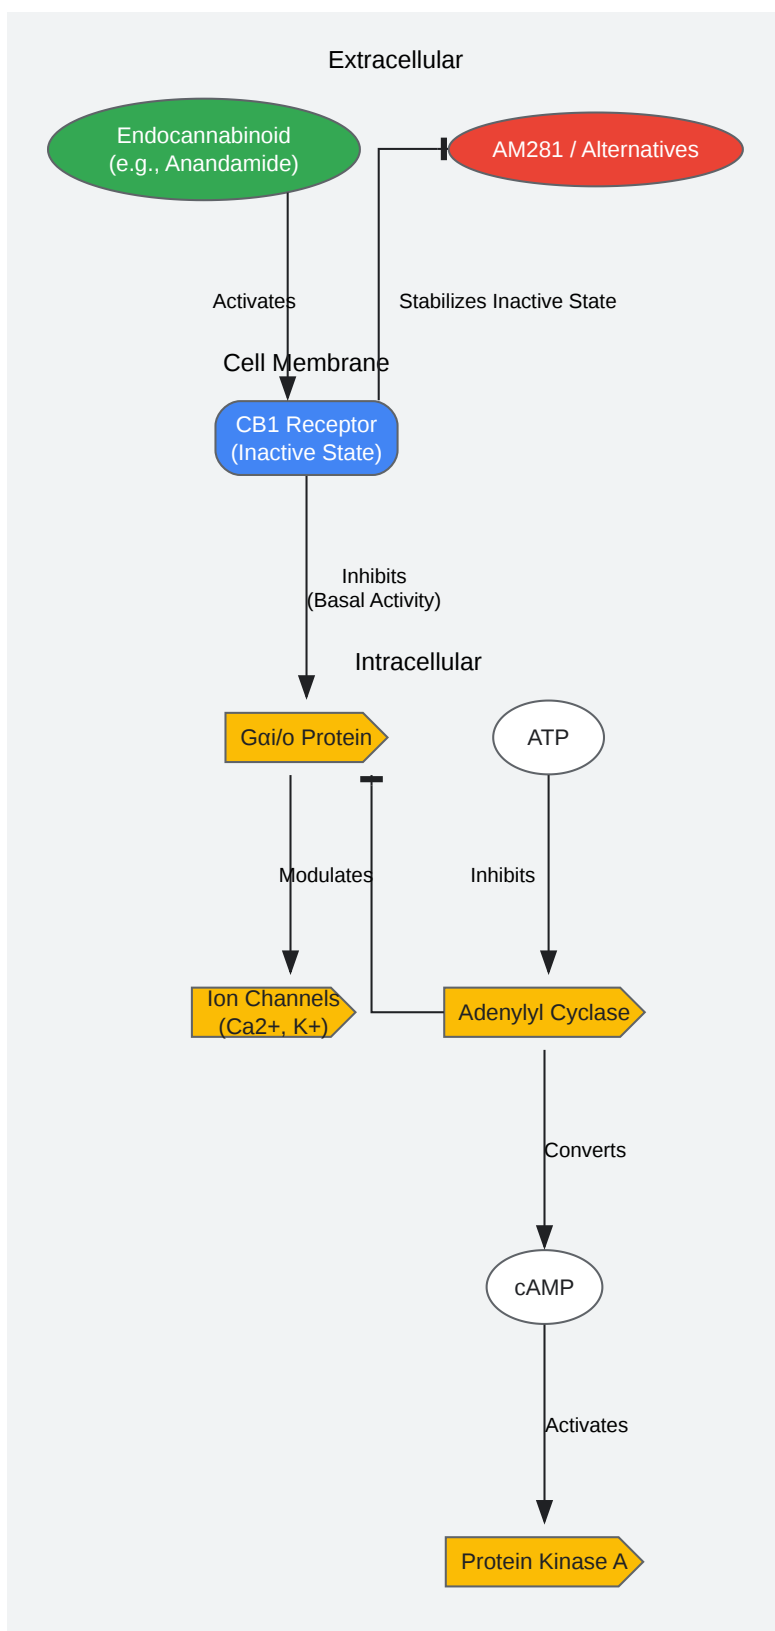 Extracellular
Endocannabinoid
(e.g., Anandamide)
AM281 / Alternatives
Activates
Stabilizes Inactive State
Cell Membrane
CB1 Receptor
(Inactive State)
Inhibits
(Basal Activity)
Intracellular
Gαi/o Protein
ATP
Modulates
Inhibits
Ion Channels
(Ca2+, K+)
Adenylyl Cyclase
Converts
cAMP
Activates
Protein Kinase A